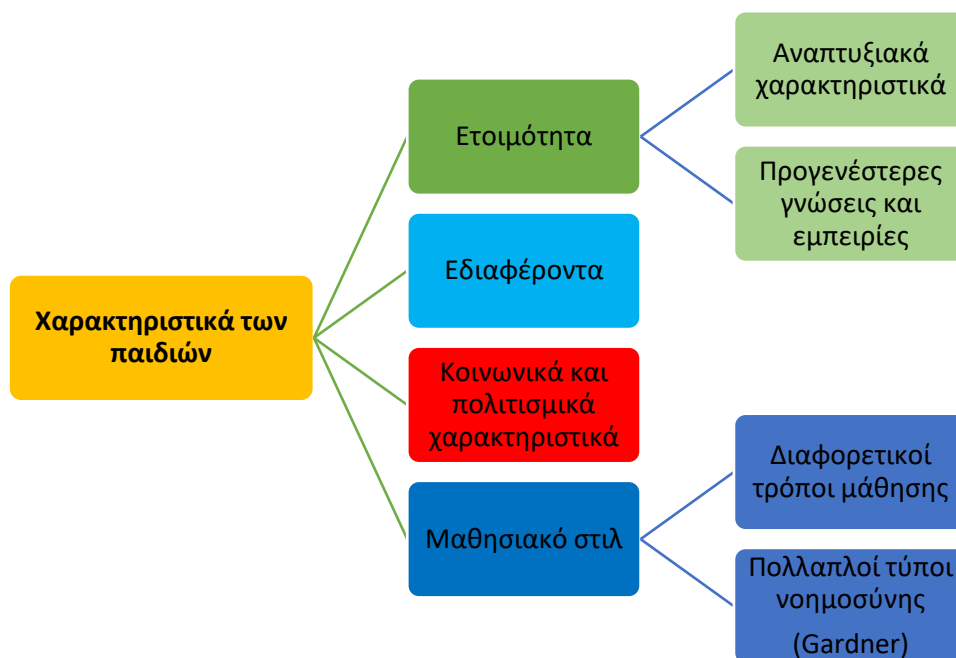 Χαρακτηριστικά των
παιδιών
Ετοιμότητα
Αναπτυξιακά
χαρακτηριστικά
Προγενέστερες
γνώσεις και
εμπειρίες
Εδιαφέροντα
Κοινωνικά και
πολιτισμικά
χαρακτηριστικά
Μαθησιακό στιλ
Διαφορετικοί
τρόποι μάθησης
Πολλαπλοί τύποι
νοημοσύνης
(Gardner)